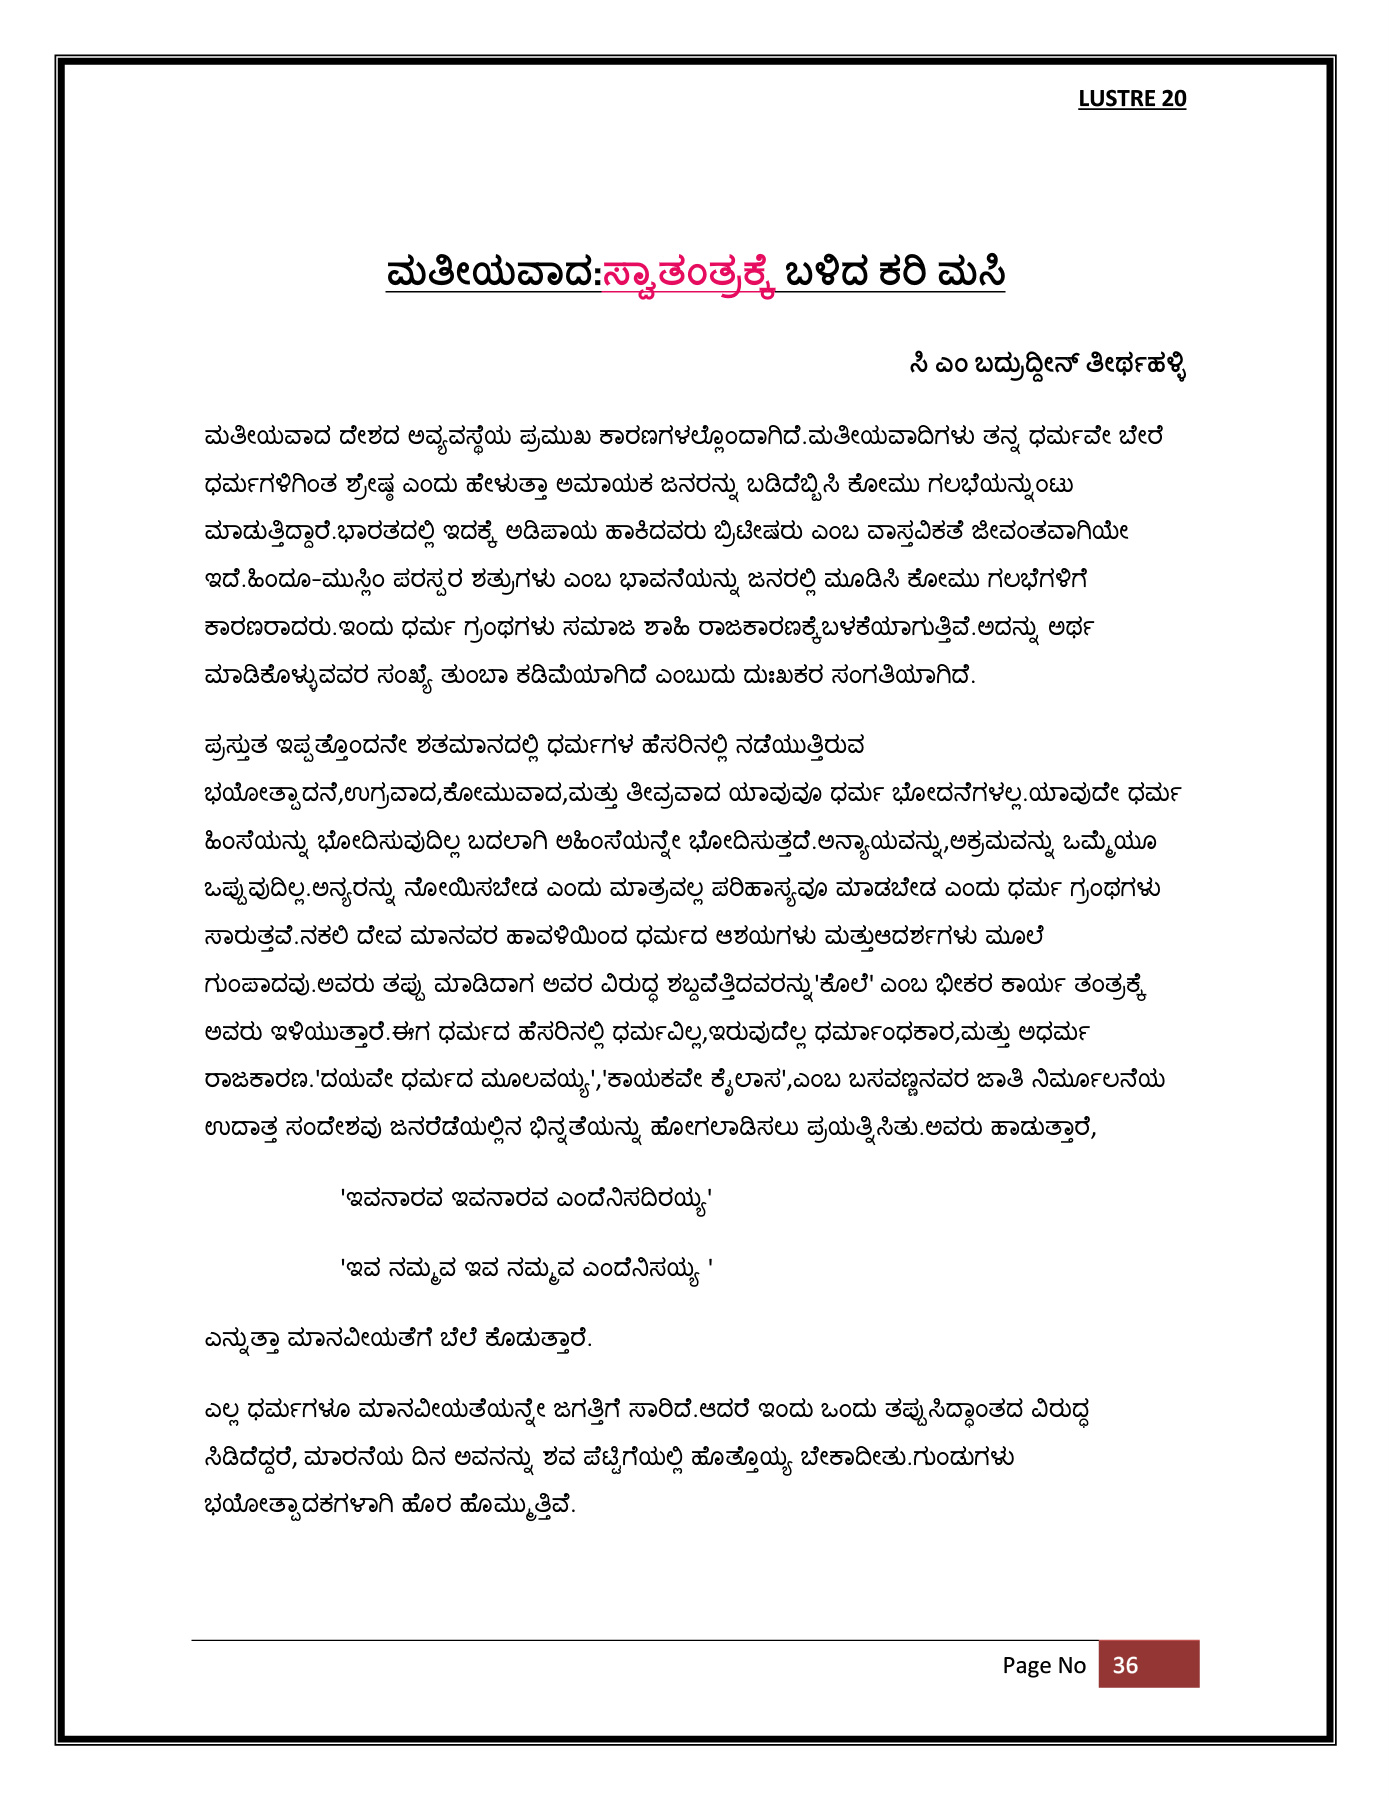 LUSTRE 20
ಮತೀಯವಾದ:ಸ್ವಾತಂತ್ರಕ್ಕೆ ಬಳಿದ ಕರಿ ಮಸಿ
ಸಿ ಎಂ ಬದ್ರುದ್ದೀನ್ ತೀರ್ಥಹಳ್ಳಿ
ಮತೀಯವಾದ ದೇಶದ ಅವ್ಯವಸ್ಥೆಯ ಪ್ರಮುಖ ಕಾರಣಗಳಲ್ಲೊಂದಾಗಿದೆ.ಮತೀಯವಾದಿಗಳು ತನ್ನ ಧರ್ಮವೇ ಬೇರೆ
ಧರ್ಮಗಳಿಗಿಂತ ಶ್ರೇಷ್ಠ ಎಂದು ಹೇಳುತ್ತಾ ಅಮಾಯಕ ಜನರನ್ನು ಬಡಿದೆಬ್ಬಿಸಿ ಕೋಮು ಗಲಭೆಯನ್ನುಂಟು
ಮಾಡುತ್ತಿದ್ದಾರೆ.ಭಾರತದಲ್ಲಿ ಇದಕ್ಕೆ ಅಡಿಪಾಯ ಹಾಕಿದವರು ಬ್ರಿಟೀಷರು ಎಂಬ ವಾಸ್ತವಿಕತೆ ಜೀವಂತವಾಗಿಯೇ
ಇದೆ.ಹಿಂದೂ-ಮುಸ್ಲಿಂ ಪರಸ್ಪರ ಶತ್ರುಗಳು ಎಂಬ ಭಾವನೆಯನ್ನು ಜನರಲ್ಲಿ ಮೂಡಿಸಿ ಕೋಮು ಗಲಭೆಗಳಿಗೆ
ಕಾರಣರಾದರು.ಇಂದು ಧರ್ಮ ಗ್ರಂಥಗಳು ಸಮಾಜ ಶಾಹಿ ರಾಜಕಾರಣಕ್ಕೆಬಳಕೆಯಾಗುತ್ತಿವೆ.ಅದನ್ನು ಅರ್ಥ
ಮಾಡಿಕೊಳ್ಳುವವರ ಸಂಖ್ಯೆ ತುಂಬಾ ಕಡಿಮೆಯಾಗಿದೆ ಎಂಬುದು ದುಃಖಕರ ಸಂಗತಿಯಾಗಿದೆ.
ಪ್ರಸ್ತುತ ಇಪ್ಪತ್ತೊಂದನೇ ಶತಮಾನದಲ್ಲಿ ಧರ್ಮಗಳ ಹೆಸರಿನಲ್ಲಿ ನಡೆಯುತ್ತಿರುವ
ಭಯೋತ್ಪಾದನೆ,ಉಗ್ರವಾದ,ಕೋಮುವಾದ,ಮತ್ತು ತೀವ್ರವಾದ ಯಾವುವೂ ಧರ್ಮ ಭೋದನೆಗಳಲ್ಲ.ಯಾವುದೇ ಧರ್ಮ
ಹಿಂಸೆಯನ್ನು ಭೋದಿಸುವುದಿಲ್ಲ ಬದಲಾಗಿ ಅಹಿಂಸೆಯನ್ನೇ ಭೋದಿಸುತ್ತದೆ.ಅನ್ಯಾಯವನ್ನು,ಅಕ್ರಮವನ್ನು ಒಮ್ಮೆಯೂ
ಒಪ್ಪುವುದಿಲ್ಲ.ಅನ್ಯರನ್ನು ನೋಯಿಸಬೇಡ ಎಂದು ಮಾತ್ರವಲ್ಲ ಪರಿಹಾಸ್ಯವೂ ಮಾಡಬೇಡ ಎಂದು ಧರ್ಮ ಗ್ರಂಥಗಳು
ಸಾರುತ್ತವೆ.ನಕಲಿ ದೇವ ಮಾನವರ ಹಾವಳಿಯಿಂದ ಧರ್ಮದ ಆಶಯಗಳು ಮತ್ತುಆದರ್ಶಗಳು ಮೂಲೆ
ಗುಂಪಾದವು.ಅವರು ತಪ್ಪು ಮಾಡಿದಾಗ ಅವರ ವಿರುದ್ಧ ಶಬ್ದವೆತ್ತಿದವರನ್ನು'ಕೊಲೆ' ಎಂಬ ಭೀಕರ ಕಾರ್ಯ ತಂತ್ರಕ್ಕೆ
ಅವರು ಇಳಿಯುತ್ತಾರೆ.ಈಗ ಧರ್ಮದ ಹೆಸರಿನಲ್ಲಿ ಧರ್ಮವಿಲ್ಲ,ಇರುವುದೆಲ್ಲ ಧರ್ಮಾಂಧಕಾರ,ಮತ್ತು ಅಧರ್ಮ
ರಾಜಕಾರಣ.'ದಯವೇ ಧರ್ಮದ ಮೂಲವಯ್ಯ','ಕಾಯಕವೇ ಕೈಲಾಸ',ಎಂಬ ಬಸವಣ್ಣನವರ ಜಾತಿ ನಿರ್ಮೂಲನೆಯ
ಉದಾತ್ತ ಸಂದೇಶವು ಜನರೆಡೆಯಲ್ಲಿನ ಭಿನ್ನತೆಯನ್ನು ಹೋಗಲಾಡಿಸಲು ಪ್ರಯತ್ನಿಸಿತು.ಅವರು ಹಾಡುತ್ತಾರೆ,
'ಇವನಾರವ ಇವನಾರವ ಎಂದೆನಿಸದಿರಯ್ಯ'
'ಇವ ನಮ್ಮವ ಇವ ನಮ್ಮವ ಎಂದೆನಿಸಯ್ಯ '
ಎನ್ನುತ್ತಾ ಮಾನವೀಯತೆಗೆ ಬೆಲೆ ಕೊಡುತ್ತಾರೆ.
ಎಲ್ಲ ಧರ್ಮಗಳೂ ಮಾನವೀಯತೆಯನ್ನೇ ಜಗತ್ತಿಗೆ ಸಾರಿದೆ.ಆದರೆ ಇಂದು ಒಂದು ತಪ್ಪುಸಿದ್ಧಾಂತದ ವಿರುದ್ಧ
ಸಿಡಿದೆದ್ದರೆ, ಮಾರನೆಯ ದಿನ ಅವನನ್ನು ಶವ ಪೆಟ್ಟಿಗೆಯಲ್ಲಿ ಹೊತ್ತೊಯ್ಯ ಬೇಕಾದೀತು.ಗುಂಡುಗಳು
ಭಯೋತ್ಪಾದಕಗಳಾಗಿ ಹೊರ ಹೊಮ್ಮುತ್ತಿವೆ.
Page No 36